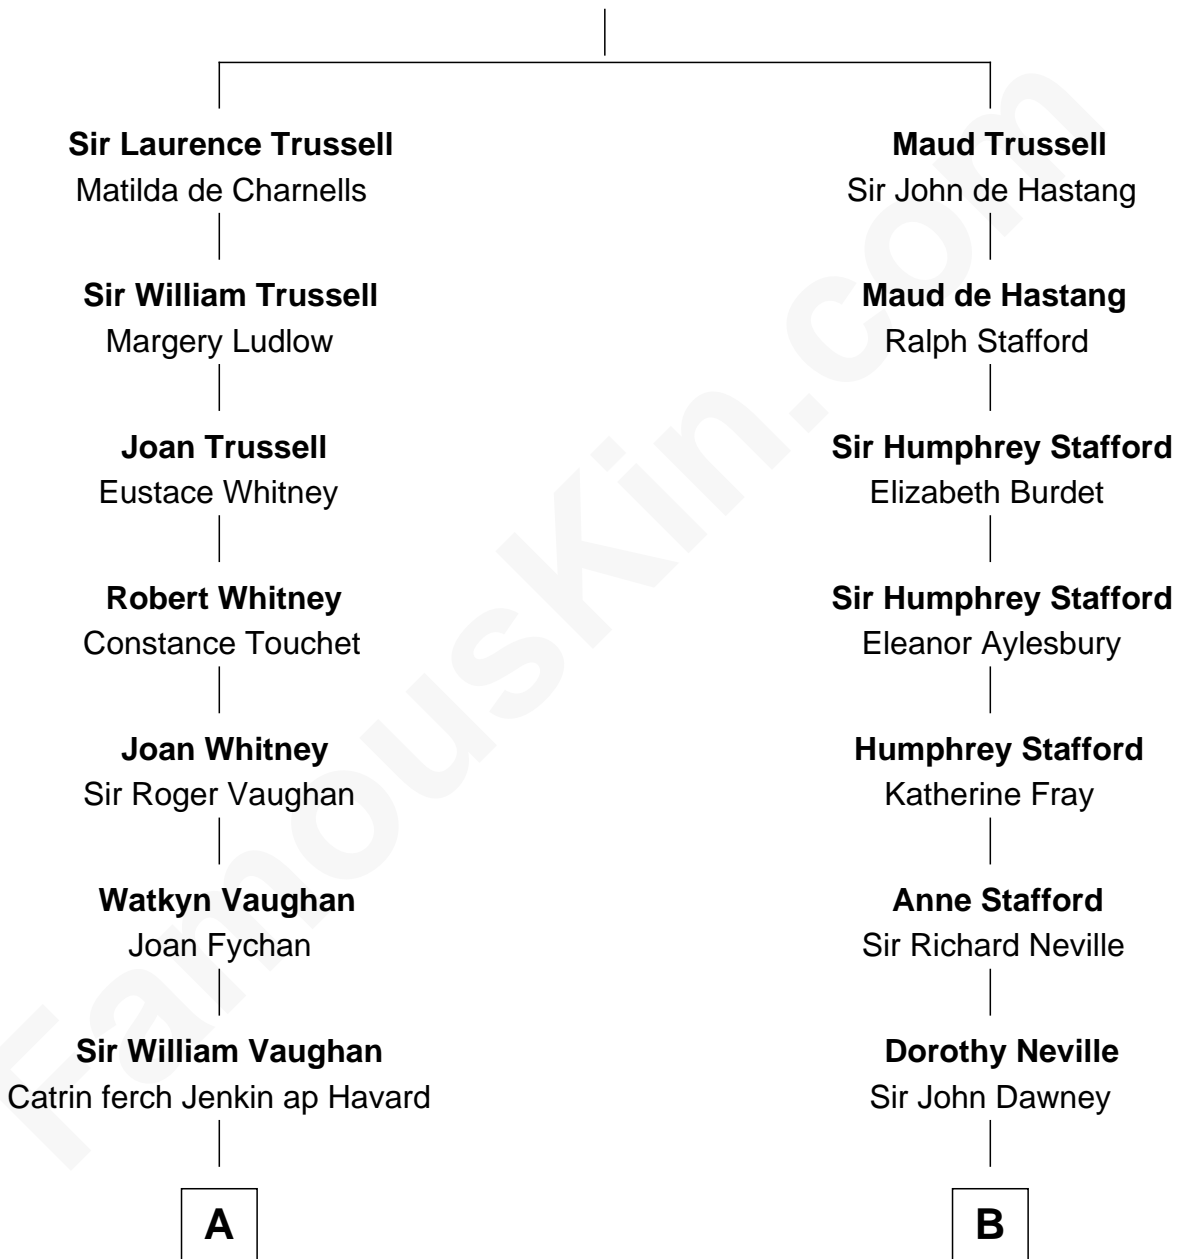 Sir Laurence Trussell
Matilda de Charnells
Sir William Trussell
Margery Ludlow
Joan Trussell
Eustace Whitney
Robert Whitney
Constance Touchet
Joan Whitney
Sir Roger Vaughan
Watkyn Vaughan
Joan Fychan
Sir William Vaughan
Catrin ferch Jenkin ap Havard
A
Maud Trussell
Sir John de Hastang
Maud de Hastang
Ralph Stafford
Sir Humphrey Stafford
Elizabeth Burdet
Sir Humphrey Stafford
Eleanor Aylesbury
Humphrey Stafford
Katherine Fray
Anne Stafford
Sir Richard Neville
Dorothy Neville
Sir John Dawney
B
FamousKin.com